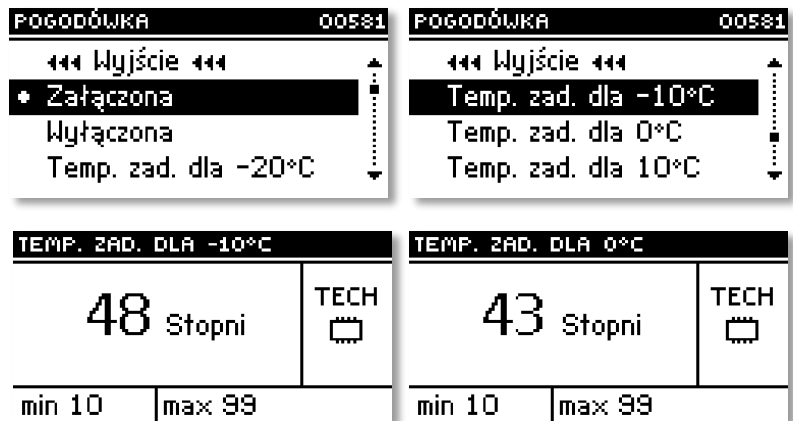 POGODÓWKA 00581
Wyjście
Załączona
Wyłączona
Temp. zad. dla -20°C
POGODÓWKA 00581
Wyjście
Temp. zad. dla -10°C
Temp. zad. dla 0°C
Temp. zad. dla 10°C
TEMP. ZAD. DLA -10°C
48 Stopni
TECH
min 10 max 99
TEMP. ZAD. DLA 0°C
43 Stopni
TECH
min 10 max 99